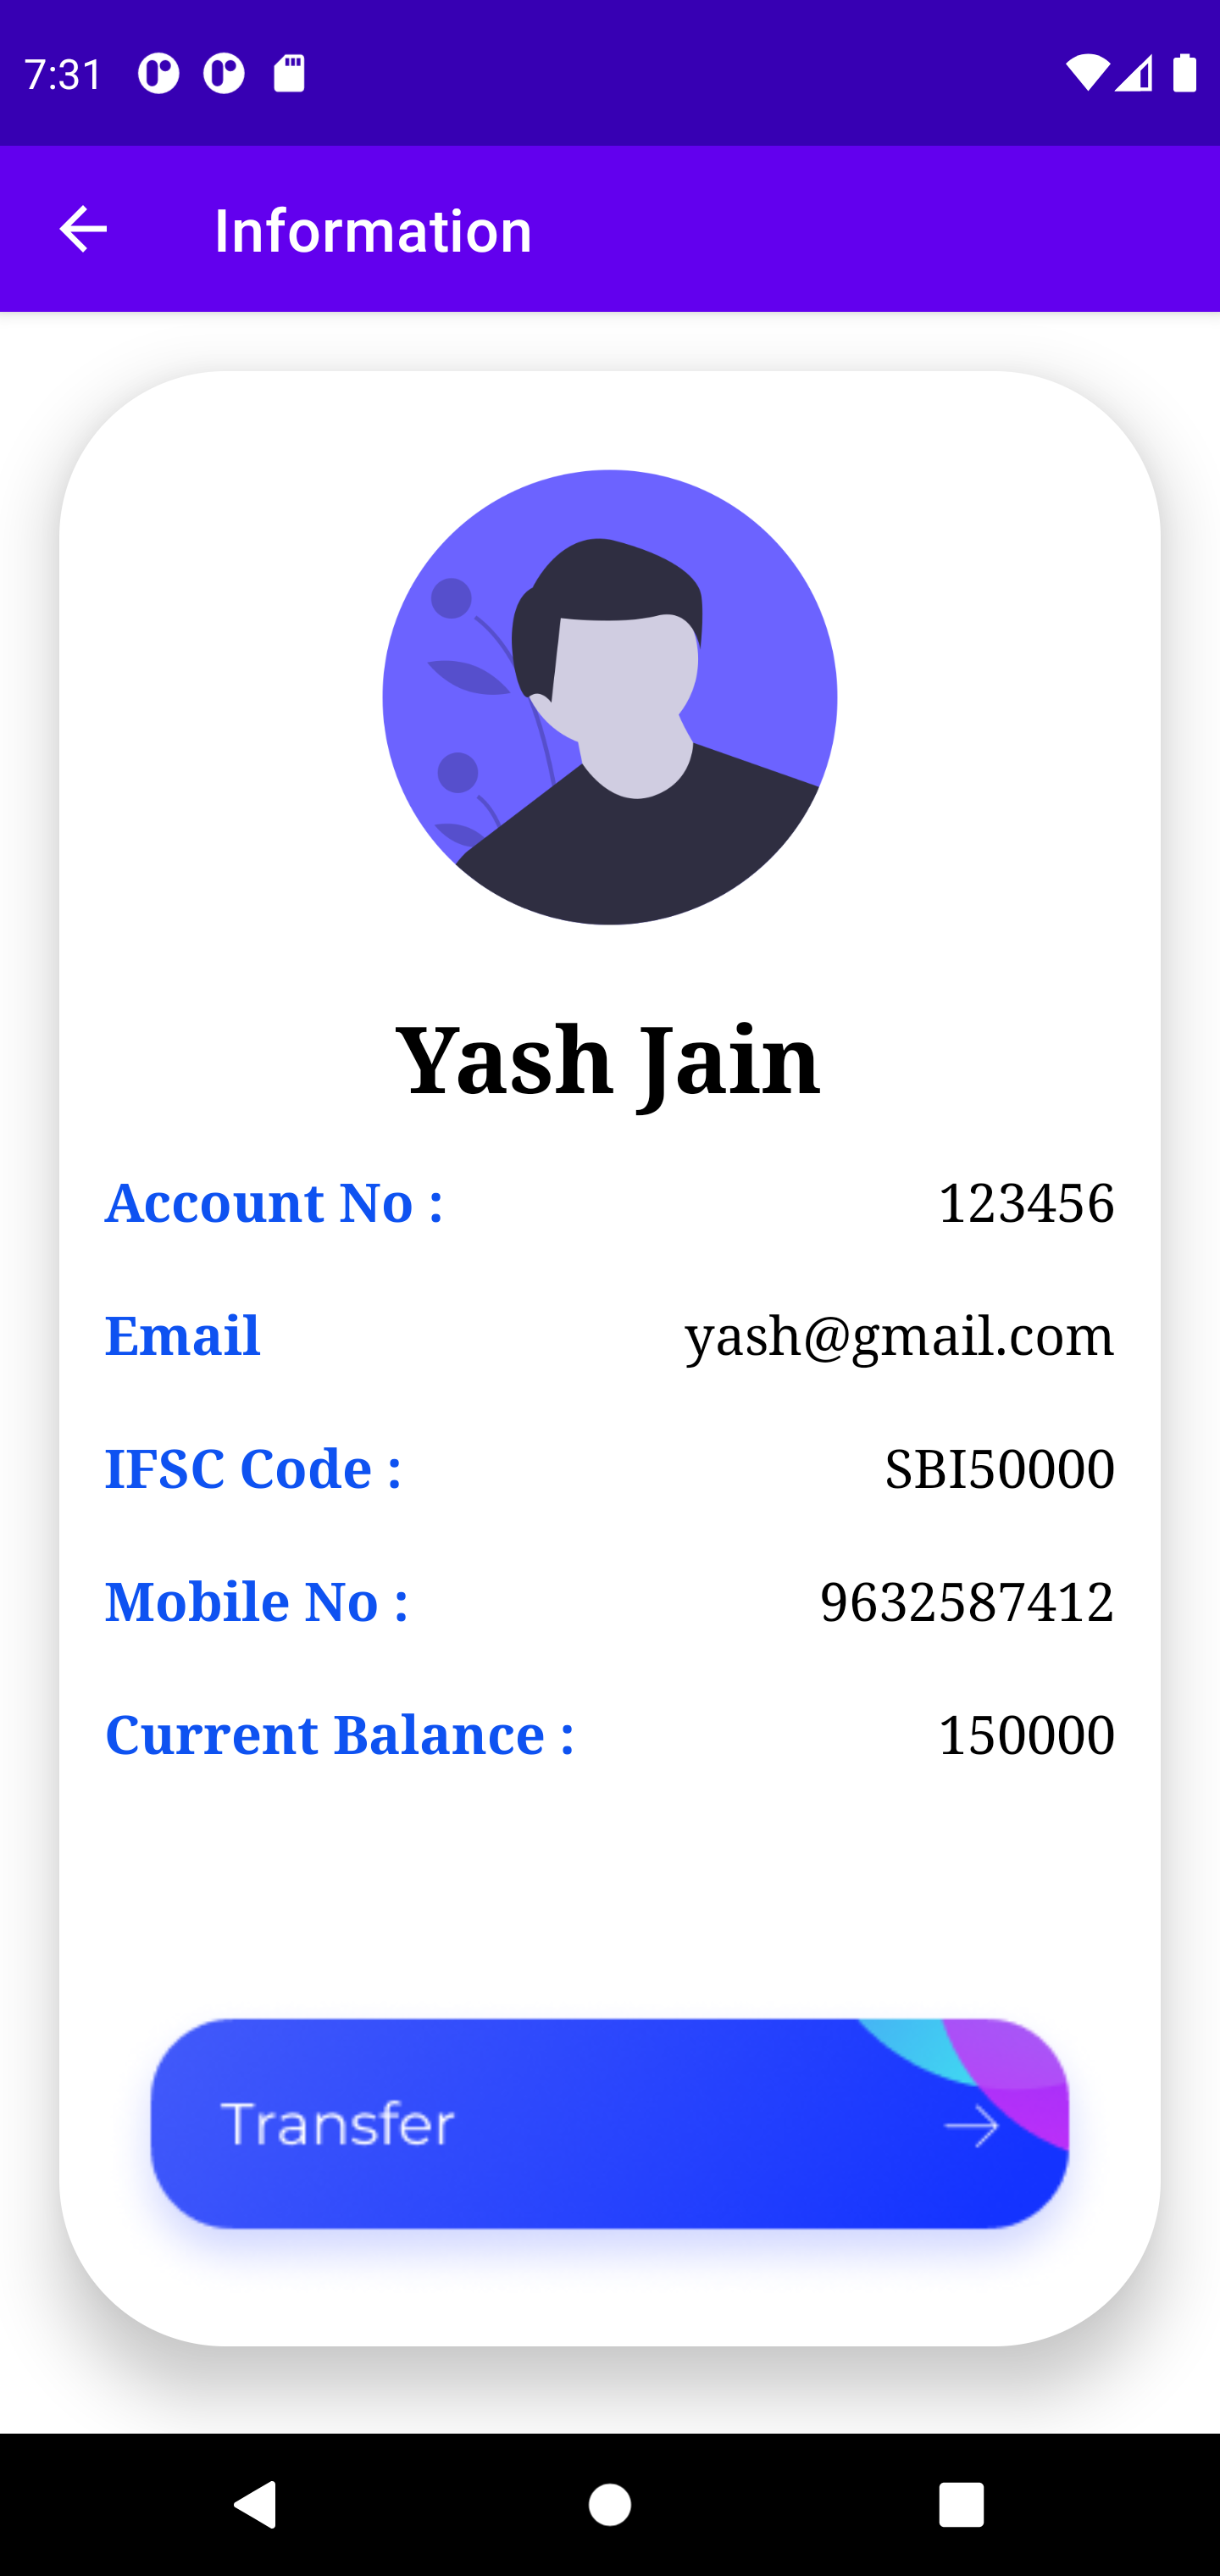 7:31
Information
Yash Jain
Account No : 123456
Email yash@gmail.com
IFSC Code : SBI50000
Mobile No : 9632587412
Current Balance : 150000
Transfer